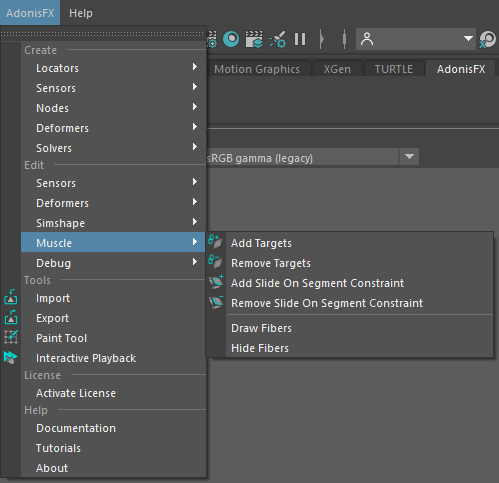 AdonisFX Help
Motion Graphics XGen TURTLE AdonisFX
sRGB gamma (legacy)
Create
Locators
Sensors
Nodes
Deformers
Solvers
Edit
Sensors
Deformers
Simshape
Muscle
Debug
Tools
Import
Export
Paint Tool
Interactive Playback
License
Activate License
Help
Documentation
Tutorials
About
Add Targets
Remove Targets
Add Slide On Segment Constraint
Remove Slide On Segment Constraint
Draw Fibers
Hide Fibers